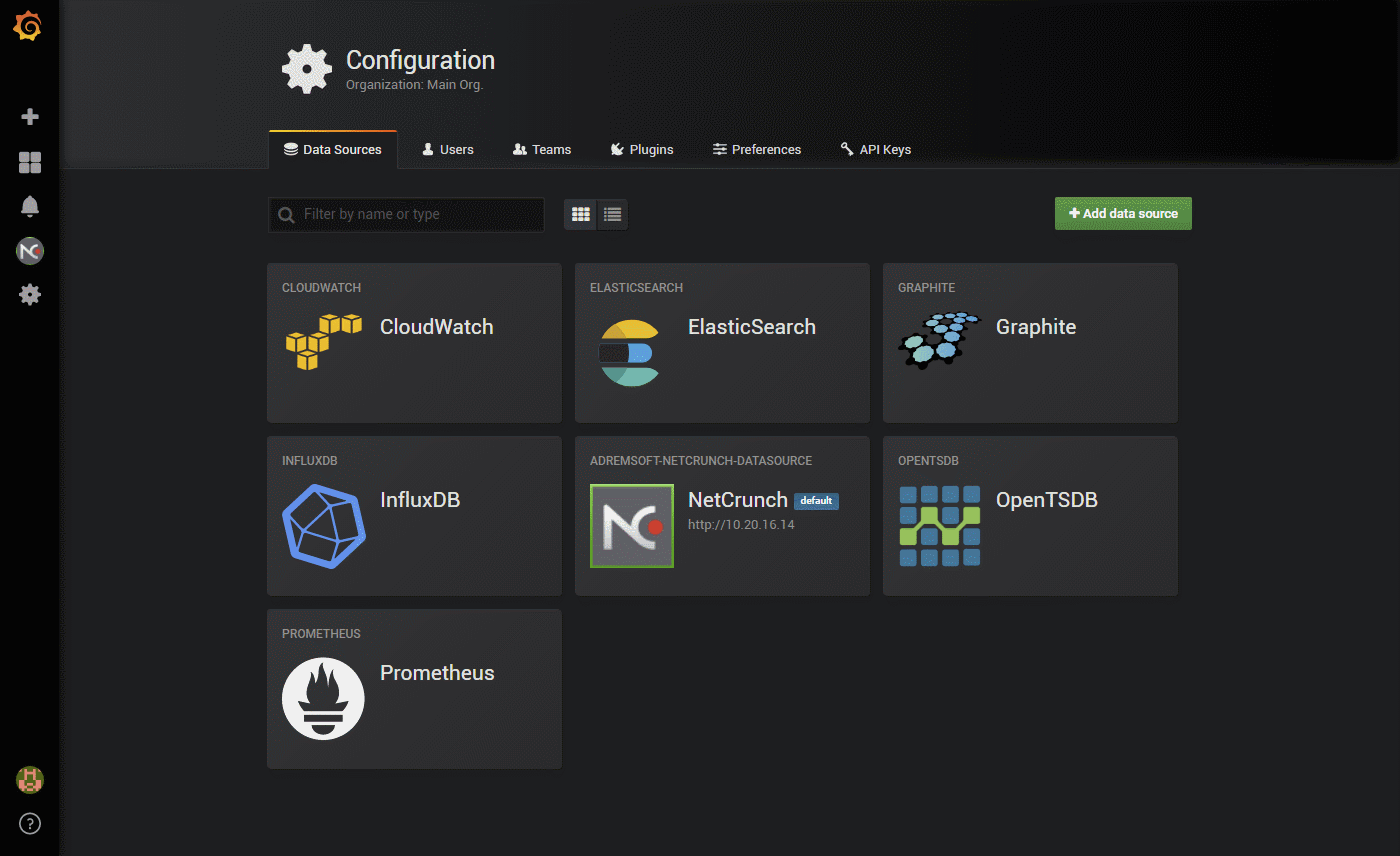 Configuration
Organization: Main Org.
Data Sources Users Teams Plugins Preferences API Keys
Filter by name or type
Add data source
CLOUDWATCH
CloudWatch
ELASTICSEARCH
ElasticSearch
GRAPHITE
Graphite
INFLUXDB
InfluxDB
ADREMSOFT-NETCRUNCH-DATASOURCE
NetCrunch default
http://10.20.16.14
OPENTSDB
OpenTSDB
PROMETHEUS
Prometheus